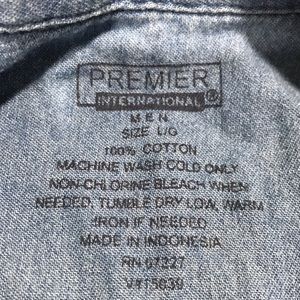 PREMIER
INTERNATIONAL ®
MEN
SIZE L/G
100% COTTON
MACHINE WASH COLD ONLY
NON-CHLORINE BLEACH WHEN
NEEDED, TUMBLE DRY LOW, WARM
IRON IF NEEDED
MADE IN INDONESIA
RN 67227
V#15639